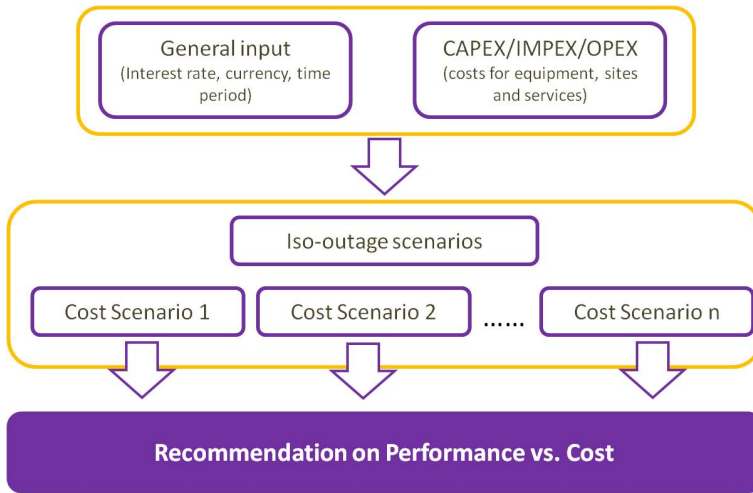 General input
(Interest rate, currency, time
period)
CAPEX/IMPEX/OPEX
(costs for equipment, sites
and services)
Iso-outage scenarios
Cost Scenario 1
Cost Scenario 2
......
Cost Scenario n
Recommendation on Performance vs. Cost